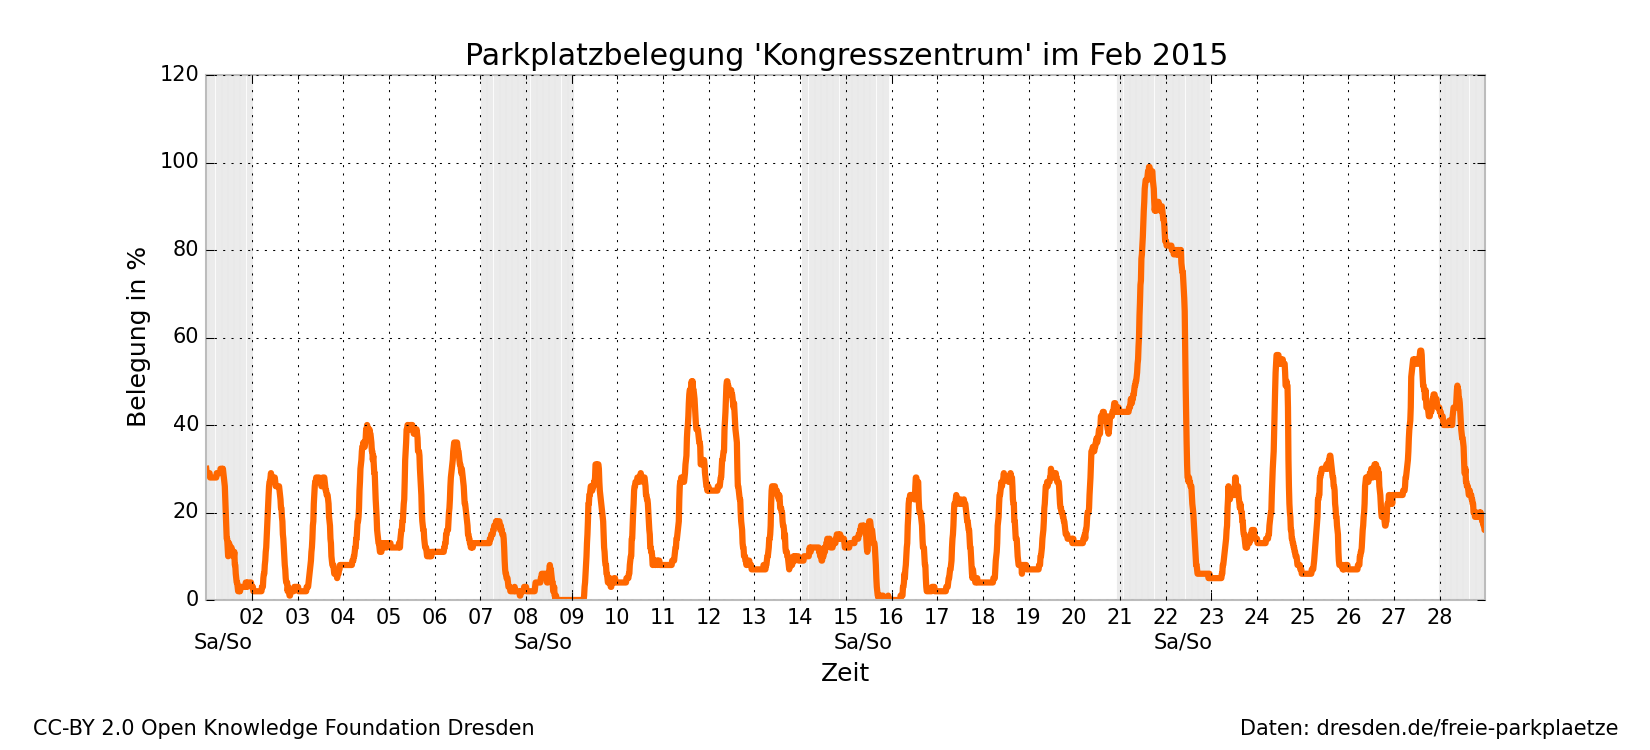 Parkplatzbelegung 'Kongresszentrum' im Feb 2015
120
100
80
60
40
20
0
Belegung in %
02 03 04 05 06 07 08 09 10 11 12 13 14 15 16 17 18 19 20 21 22 23 24 25 26 27 28
Sa/So Sa/So Sa/So Sa/So
Zeit
CC-BY 2.0 Open Knowledge Foundation Dresden
Daten: dresden.de/freie-parkplaetze